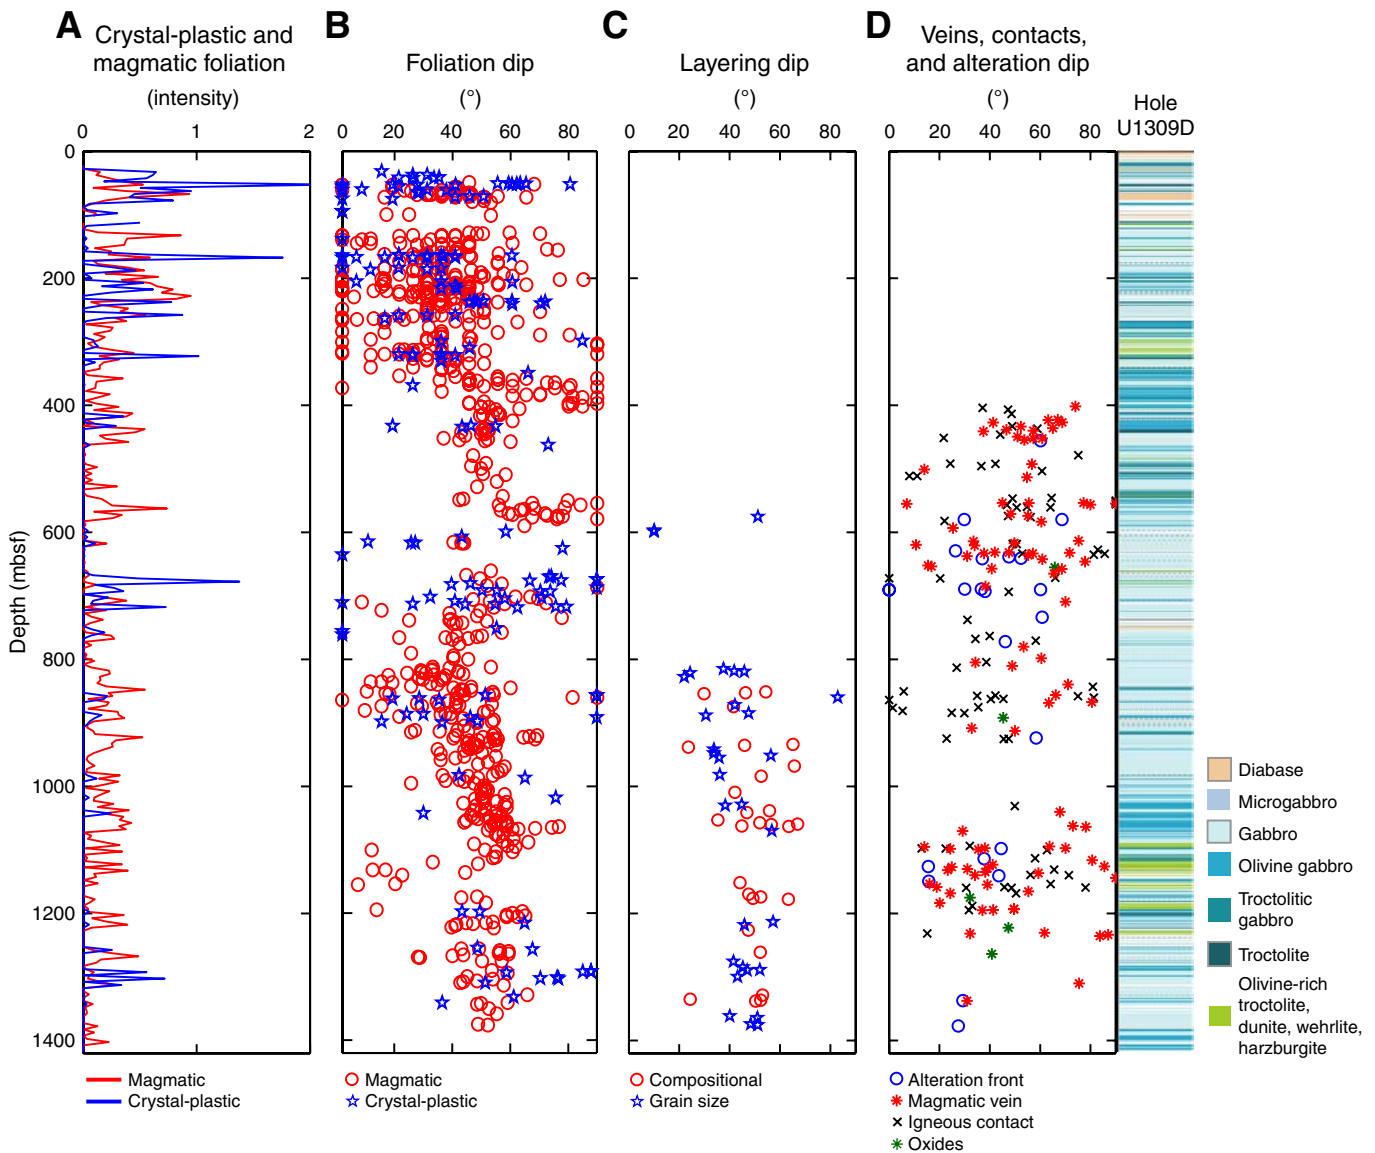 A
Crystal-plastic and
magmatic foliation
(intensity)
B
Foliation dip
(°)
C
Layering dip
(°)
D
Veins, contacts,
and alteration dip
(°)
Hole
U1309D
0 1 2
0 20 40 60 80
0 20 40 60 80
0 20 40 60 80
Depth (mbsf)
0
200
400
600
800
1000
1200
1400
Magmatic
Crystal-plastic
Magmatic
Crystal-plastic
Compositional
Grain size
Alteration front
Magmatic vein
Igneous contact
Oxides
Diabase
Microgabbro
Gabbro
Olivine gabbro
Troctolitic
gabbro
Troctolite
Olivine-rich
troctolite,
dunite, wehrlite,
harzburgite